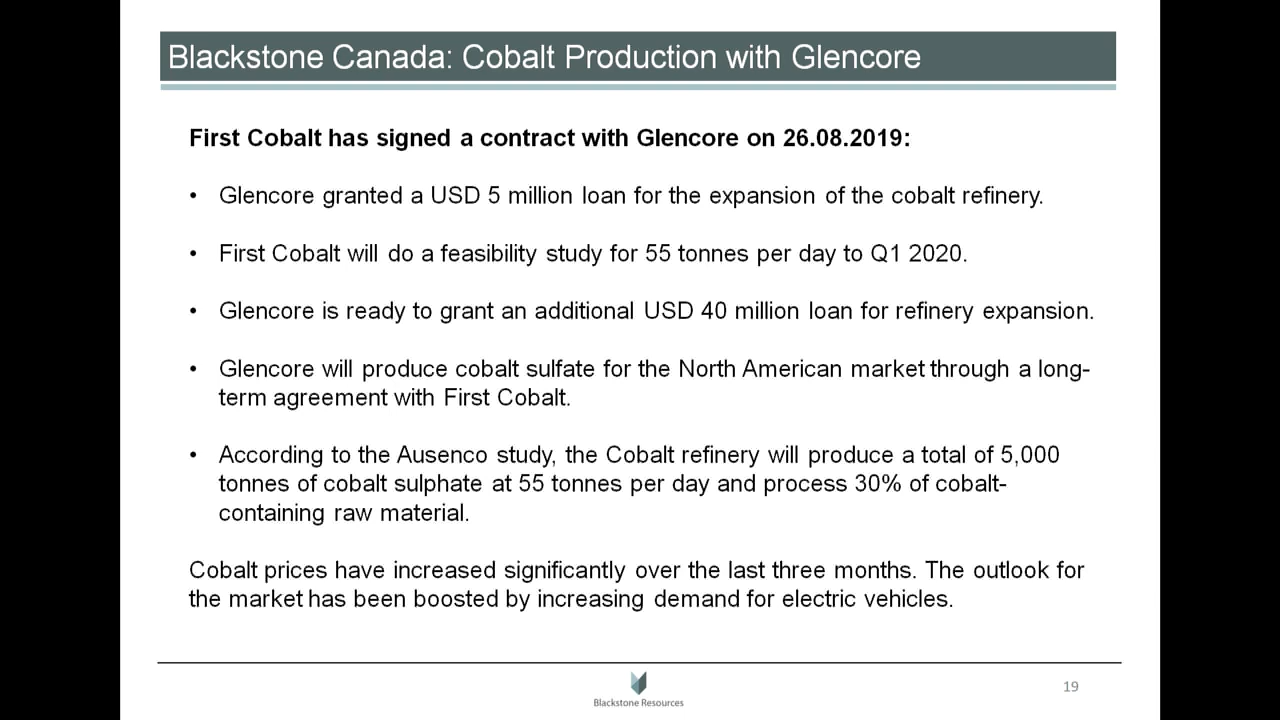 Blackstone Canada: Cobalt Production with Glencore
First Cobalt has signed a contract with Glencore on 26.08.2019:
• Glencore granted a USD 5 million loan for the expansion of the cobalt refinery.
• First Cobalt will do a feasibility study for 55 tonnes per day to Q1 2020.
• Glencore is ready to grant an additional USD 40 million loan for refinery expansion.
• Glencore will produce cobalt sulfate for the North American market through a long-
term agreement with First Cobalt.
• According to the Ausenco study, the Cobalt refinery will produce a total of 5,000
tonnes of cobalt sulphate at 55 tonnes per day and process 30% of cobalt-
containing raw material.
Cobalt prices have increased significantly over the last three months. The outlook for
the market has been boosted by increasing demand for electric vehicles.
Blackstone Resources
19